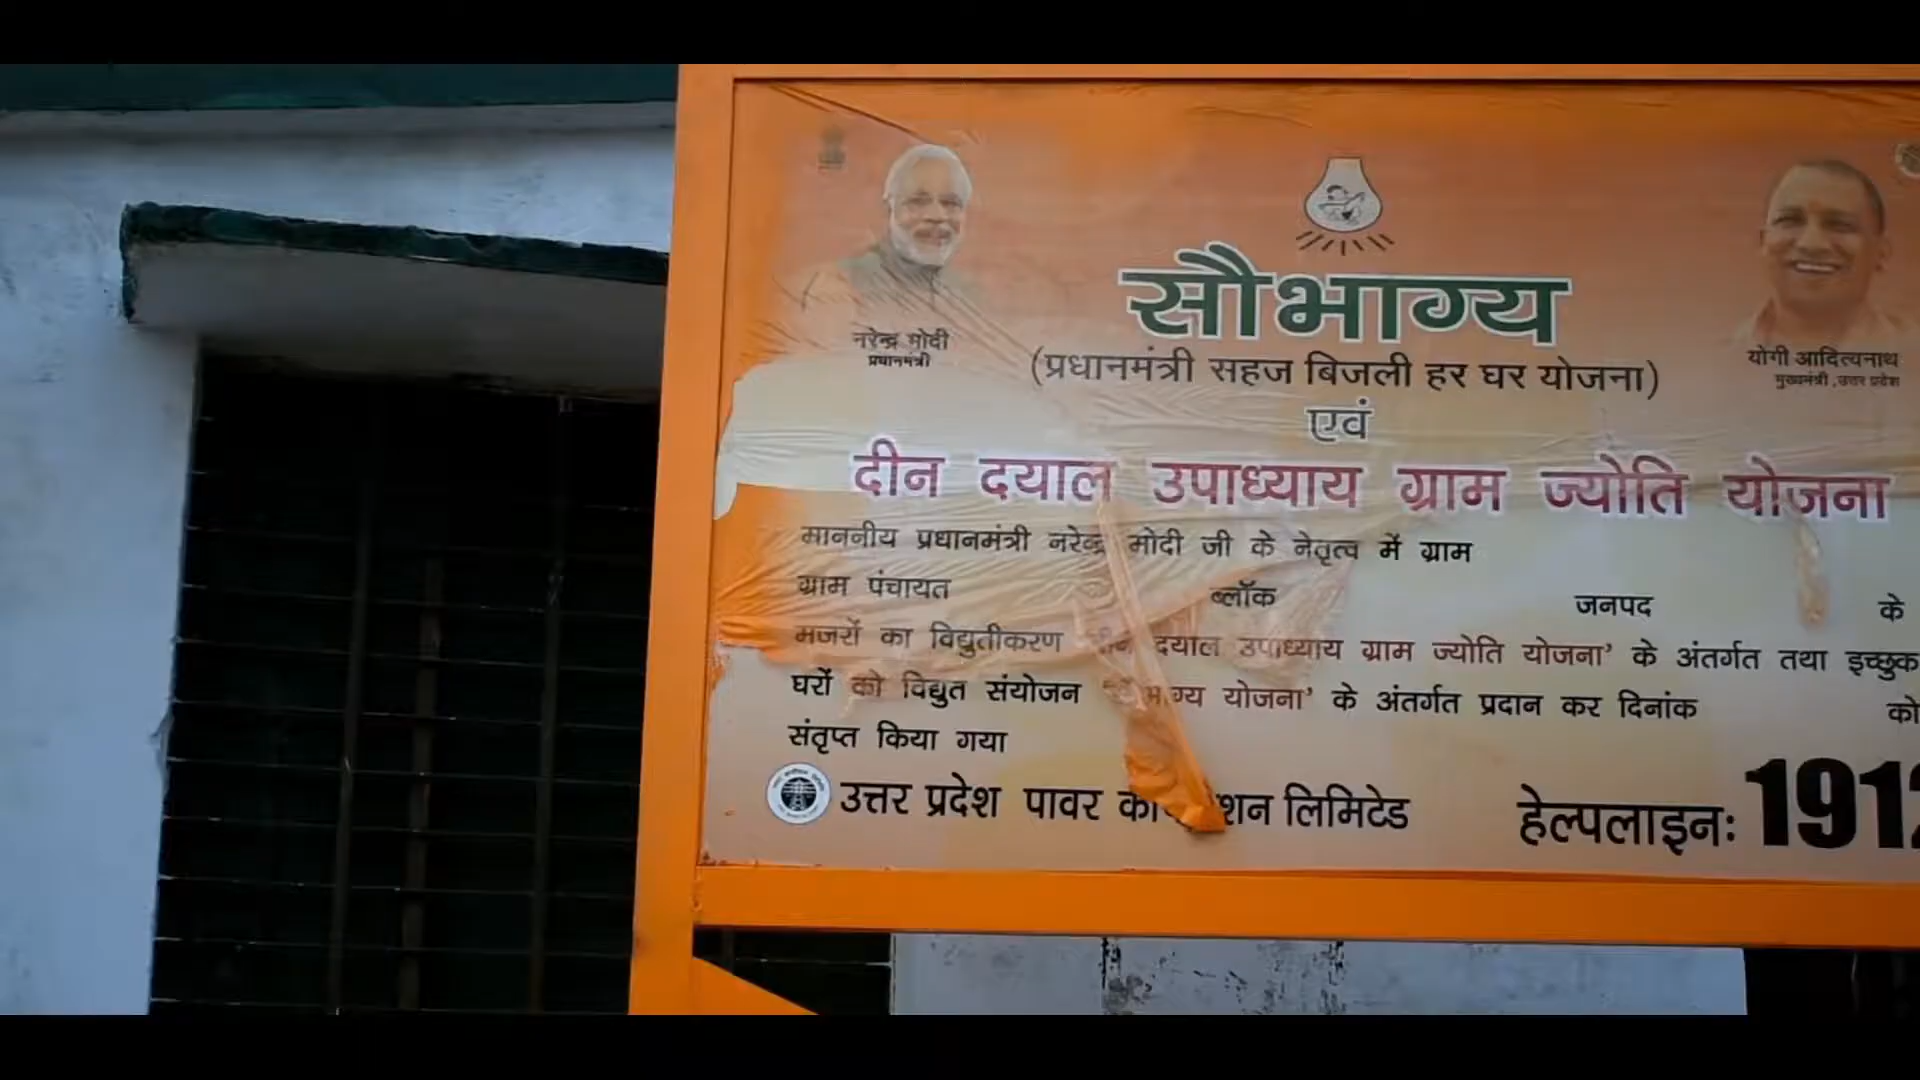 सौभाग्य
नरेन्द्र मोदी
प्रधानमंत्री
योगी आदित्यनाथ
मुख्यमंत्री, उत्तर प्रदेश
(प्रधानमंत्री सहज बिजली हर घर योजना)
एवं
दीन दयाल उपाध्याय ग्राम ज्योति योजना
माननीय प्रधानमंत्री नरेन्द्र मोदी जी के नेतृत्व में ग्राम
ग्राम पंचायत ब्लॉक जनपद के
मजरों का विद्युतीकरण दयाल उपाध्याय ग्राम ज्योति योजना' के अंतर्गत तथा इच्छुक
घरों को विद्युत संयोजन योजना' के अंतर्गत प्रदान कर दिनांक को
संतृप्त किया गया
उत्तर प्रदेश पावर लिमिटेड हेल्पलाइनः 1912